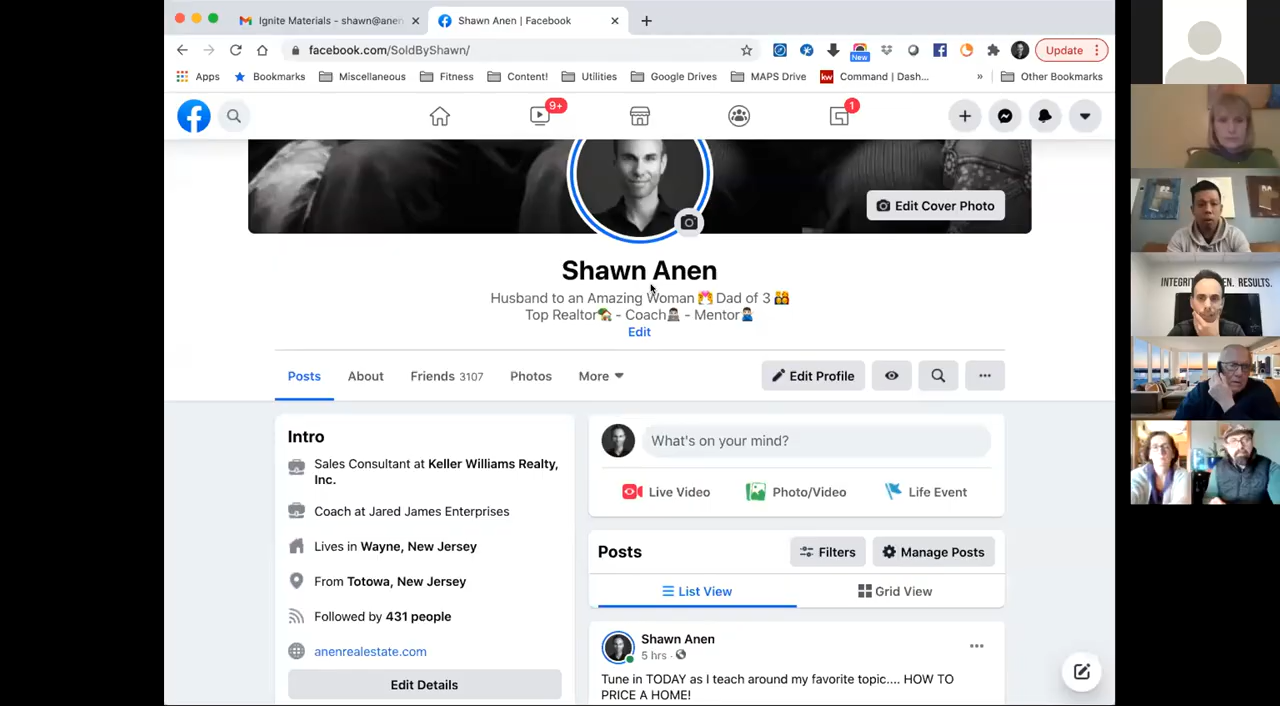 Ignite Materials - shawn@anen
Shawn Anen | Facebook
facebook.com/SoldByShawn/
New
Update
Apps
Bookmarks
Miscellaneous
Fitness
Content!
Utilities
Google Drives
MAPS Drive
kw
Command | Dash...
»
Other Bookmarks
9+
1
Edit Cover Photo
Shawn Anen
Husband to an Amazing Woman 💏 Dad of 3 👨‍👩‍👧‍👦
Top Realtor🏡 - Coach👨🏻‍💻 - Mentor🙋🏻‍♂️
Edit
Posts
About
Friends 3107
Photos
More
Edit Profile
Intro
Sales Consultant at Keller Williams Realty,
Inc.
Coach at Jared James Enterprises
Lives in Wayne, New Jersey
From Totowa, New Jersey
Followed by 431 people
anenrealestate.com
Edit Details
What's on your mind?
Live Video
Photo/Video
Life Event
Posts
Filters
Manage Posts
List View
Grid View
Shawn Anen
5 hrs ·
Tune in TODAY as I teach around my favorite topic.... HOW TO
PRICE A HOME!
RESULTS.